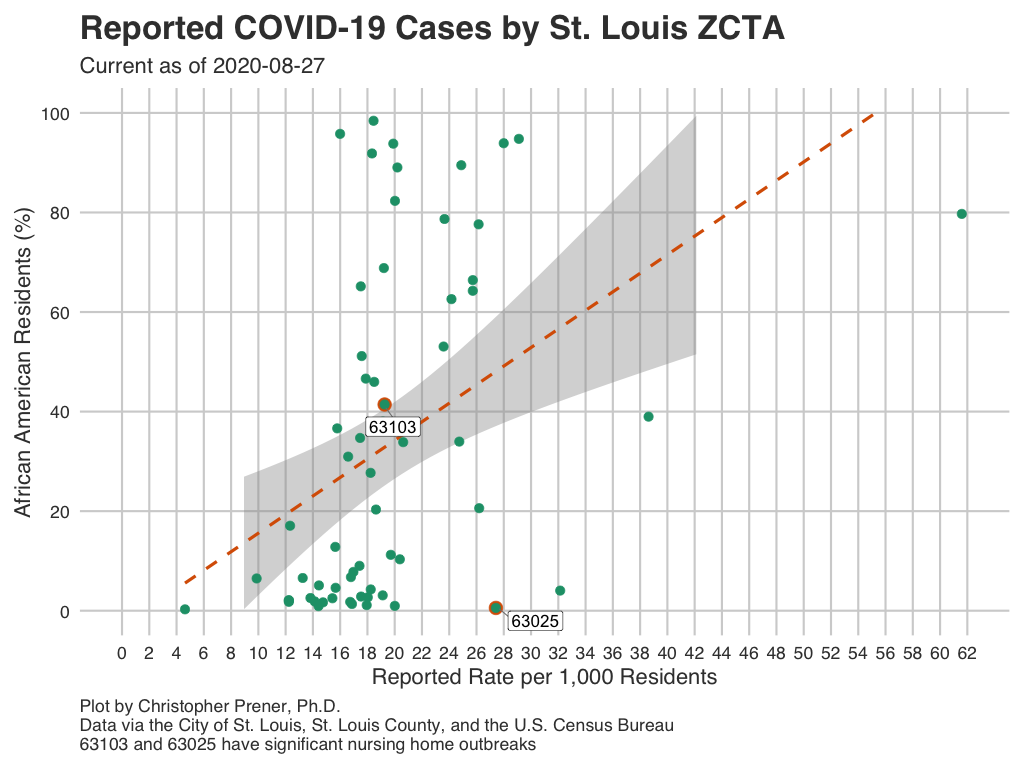 Reported COVID-19 Cases by St. Louis ZCTA
Current as of 2020-08-27
African American Residents (%)
100
80
60
40
20
0
63103
63025
0 2 4 6 8 10 12 14 16 18 20 22 24 26 28 30 32 34 36 38 40 42 44 46 48 50 52 54 56 58 60 62
Reported Rate per 1,000 Residents
Plot by Christopher Prener, Ph.D.
Data via the City of St. Louis, St. Louis County, and the U.S. Census Bureau
63103 and 63025 have significant nursing home outbreaks